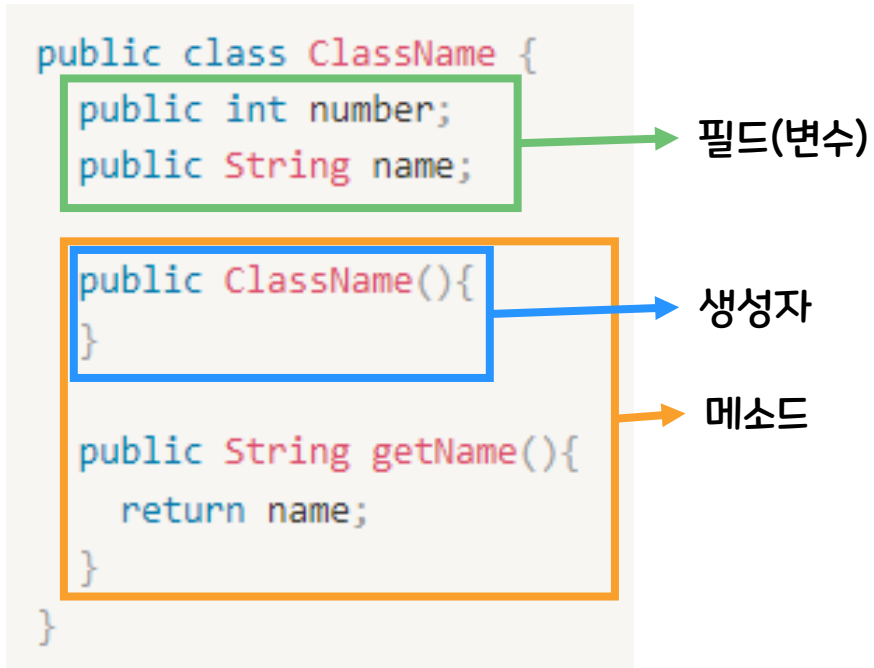 public class ClassName {
public int number;
public String name;
필드(변수)
public ClassName(){
}
생성자
메소드
public String getName(){
return name;
}
}